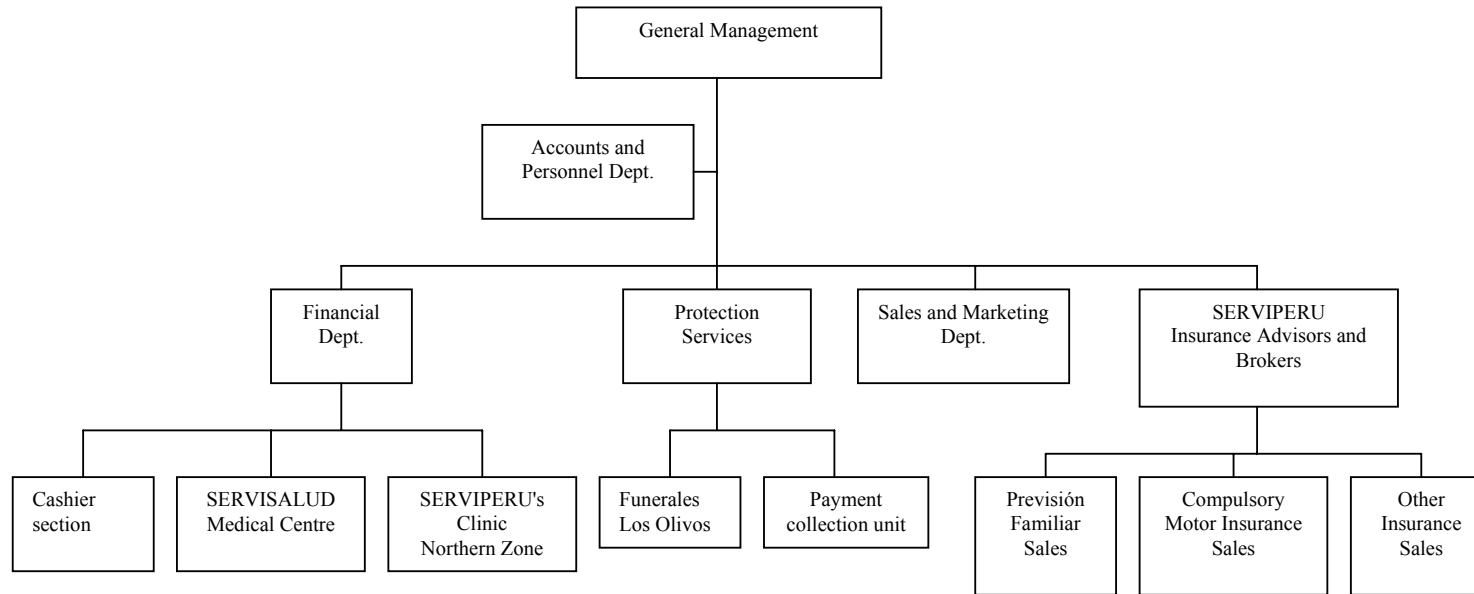 General Management
Accounts and
Personnel Dept.
Financial
Dept.
Protection
Services
Sales and Marketing
Dept.
SERVIPERU
Insurance Advisors and
Brokers
Cashier
section
SERVISALUD
Medical Centre
SERVIPERU's
Clinic
Northern Zone
Funerales
Los Olivos
Payment
collection unit
Previsión
Familiar
Sales
Compulsory
Motor Insurance
Sales
Other
Insurance
Sales